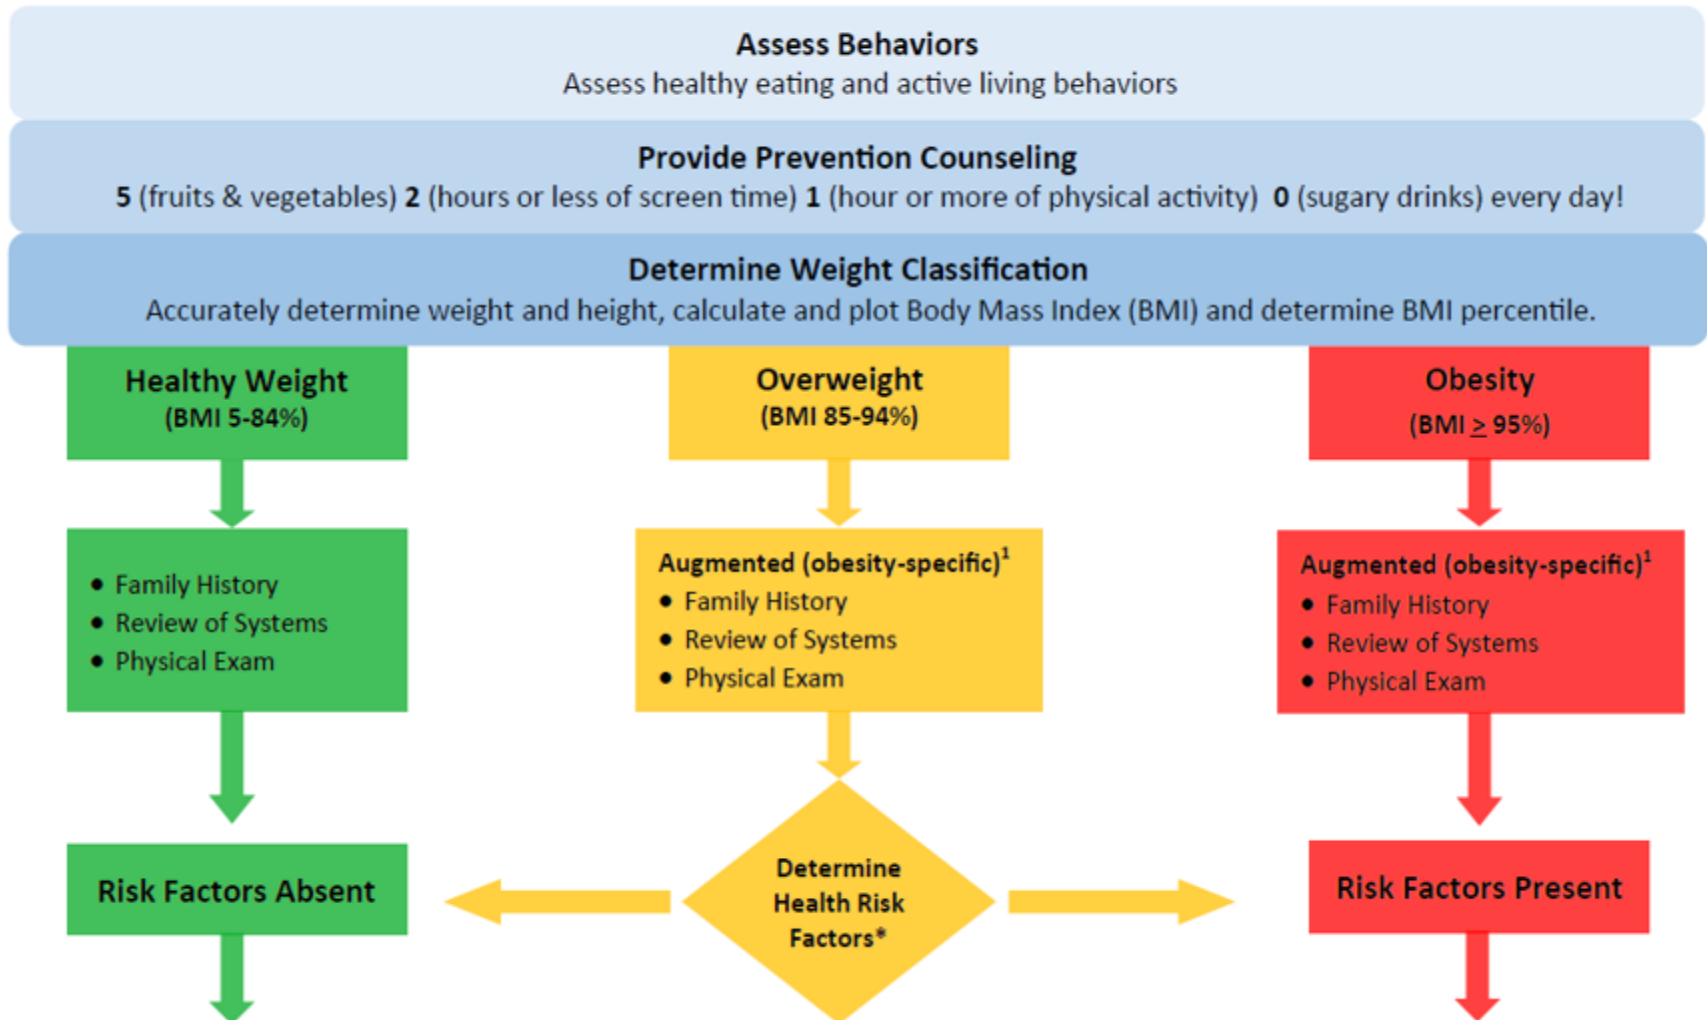 Assess Behaviors
Assess healthy eating and active living behaviors
Provide Prevention Counseling
5 (fruits & vegetables) 2 (hours or less of screen time) 1 (hour or more of physical activity) 0 (sugary drinks) every day!
Determine Weight Classification
Accurately determine weight and height, calculate and plot Body Mass Index (BMI) and determine BMI percentile.
Healthy Weight
(BMI 5-84%)
Overweight
(BMI 85-94%)
Obesity
(BMI ≥ 95%)
• Family History
• Review of Systems
• Physical Exam
Augmented (obesity-specific)¹
• Family History
• Review of Systems
• Physical Exam
Augmented (obesity-specific)¹
• Family History
• Review of Systems
• Physical Exam
Risk Factors Absent
Determine
Health Risk
Factors*
Risk Factors Present